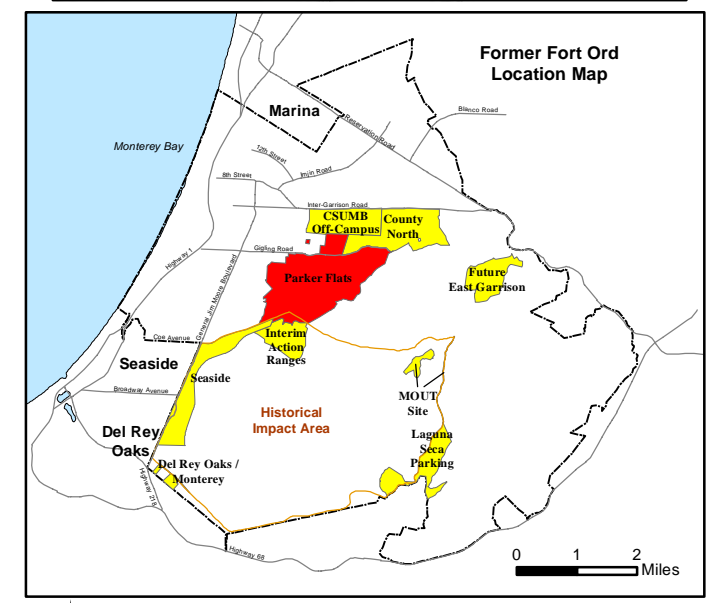 Former Fort Ord
Location Map
Marina
Blanco Road
Reservation Road
Monterey Bay
12th Street
Imjin Road
8th Street
Inter-Garrison Road
CSUMB
Off-Campus
County
North
Gigling Road
Highway 1
General Jim Moore Boulevard
Parker Flats
Future
East Garrison
Coe Avenue
Interim
Action
Ranges
Seaside
Seaside
Broadway Avenue
MOUT
Site
Historical
Impact Area
Del Rey
Oaks
Laguna
Seca
Parking
Del Rey Oaks /
Monterey
Highway 218
Highway 68
0 1 2
Miles